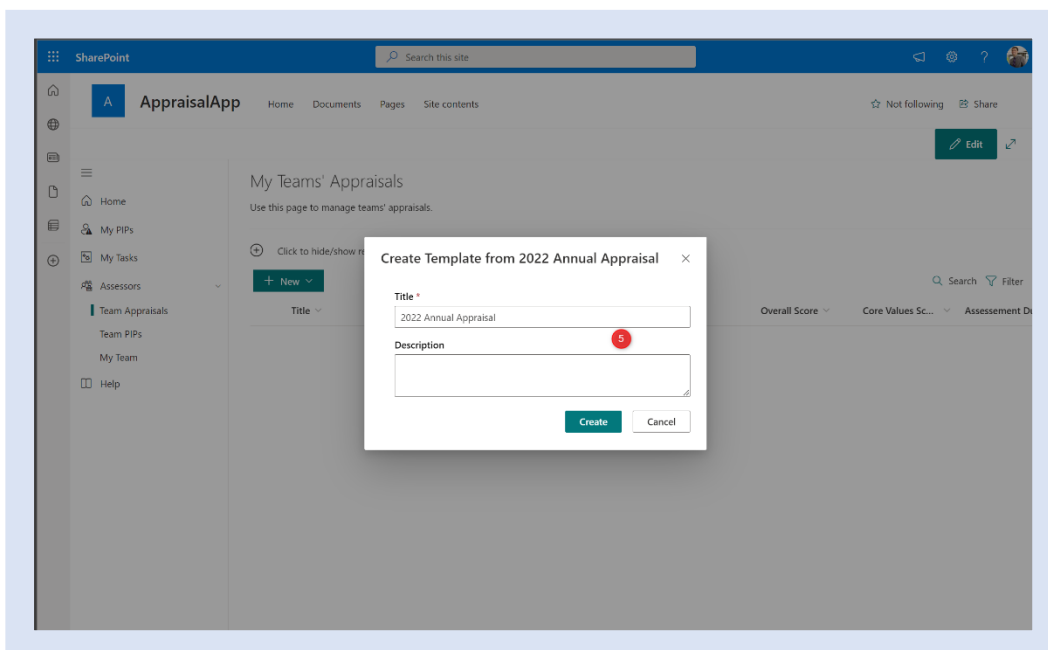 SharePoint
Search this site
?
A
AppraisalApp Home Documents Pages Site contents
Not following Share
Edit
My Teams' Appraisals
Use this page to manage teams' appraisals.
Home
My PIPs
My Tasks
Assessors
Team Appraisals
Team PIPs
My Team
Help
Click to hide/show
+ New
Search Filter
Title
Overall Score Core Values Sc... Assessement
Create Template from 2022 Annual Appraisal
Title *
2022 Annual Appraisal
5
Description
Create Cancel